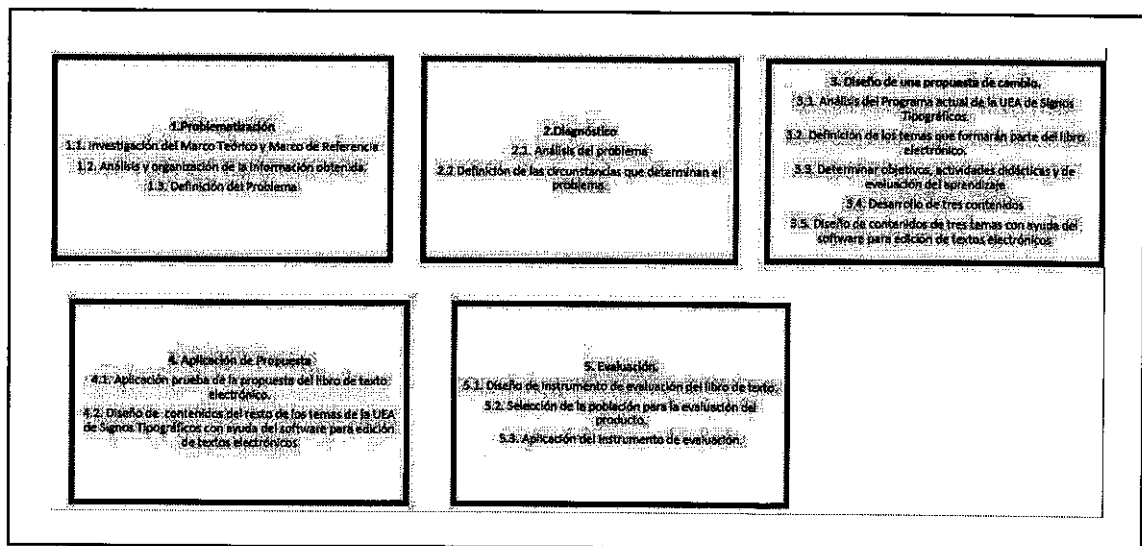 1.Problematización
1.1. Investigación del Marco Teórico y Marco de Referencia
1.2. Análisis y organización de la información obtenida.
1.3. Definición del Problema
2.Diagnóstico
2.1. Análisis del problema
2.2 Definición de las circunstancias que determinan el
problema.
3. Diseño de una propuesta de cambio.
3.1. Análisis del Programa actual de la UEA de Signos
Tipográficos.
3.2. Definición de los temas que formarán parte del libro
electrónico.
3.3. Determinar objetivos, actividades didácticas y de
evaluación del aprendizaje
3.4. Desarrollo de tres contenidos
3.5. Diseño de contenidos de tres temas con ayuda del
software para edición de textos electrónicos
4. Aplicación de Propuesta
4.1. Aplicación prueba de la propuesta del libro de texto
electrónico.
4.2. Diseño de contenidos del resto de los temas de la UEA
de Signos Tipográficos con ayuda del software para edición
de textos electrónicos
5. Evaluación.
5.1. Diseño de instrumento de evaluación del libro de texto.
5.2. Selección de la población para la evaluación del
producto.
5.3. Aplicación del instrumento de evaluación.